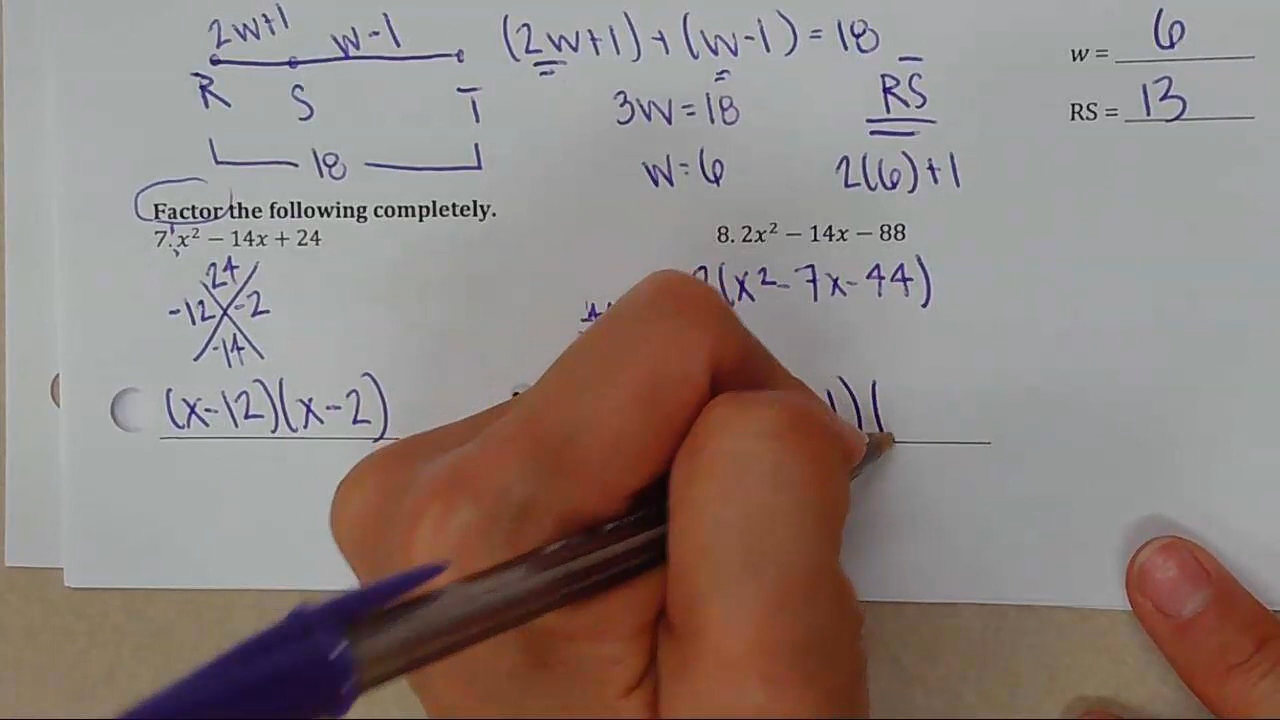 2w+1 w-1 (2w+1)+(w-1)=18
w = 6
R S T 3w=18 RS
RS = 13
18 w=6 2(6)+1
Factor the following completely.
7. x² − 14x + 24
8. 2x² − 14x − 88
24
-12 -2
-14
(x²-7x-44)
(x-12)(x-2)
)(